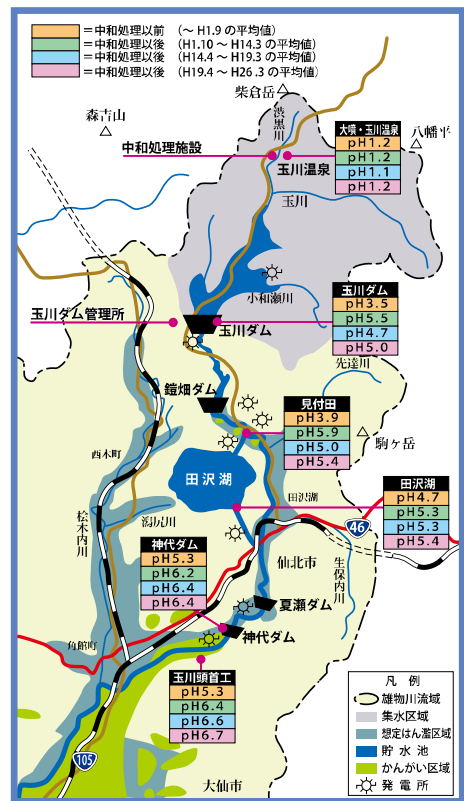 =中和処理以前 (～H1.9の平均値)
=中和処理以後 (H1.10～H14.3の平均値)
=中和処理以後 (H14.4～H19.3の平均値)
=中和処理以後 (H19.4～H26.3の平均値)
柴倉岳
森吉山
渋黒川
八幡平
中和処理施設
玉川温泉
大噴・玉川温泉
pH1.2
pH1.2
pH1.1
pH1.2
玉川
小和瀬川
玉川ダム管理所
玉川ダム
玉川ダム
pH3.5
pH5.5
pH4.7
pH5.0
先達川
鎧畑ダム
見付田
pH3.9
pH5.9
pH5.0
pH5.4
駒ヶ岳
西木町
田沢湖
田沢湖
田沢湖
pH4.7
pH5.3
pH5.3
pH5.4
桧木内川
潟尻川
46
神代ダム
pH5.3
pH6.2
pH6.4
pH6.4
仙北市
生保内川
夏瀬ダム
神代ダム
角館町
玉川頭首工
pH5.3
pH6.4
pH6.6
pH6.7
105
大仙市
凡例
雄物川流域
集水区域
想定はん濫区域
貯水池
かんがい区域
発電所